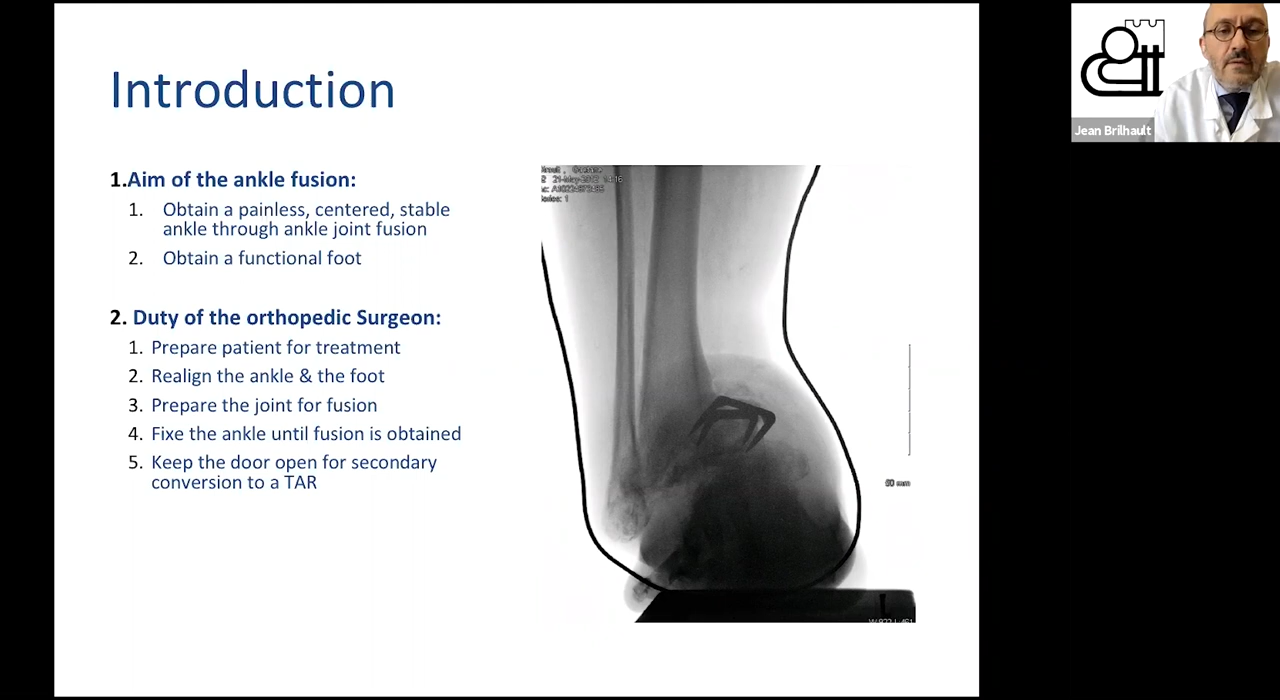 Introduction
1.Aim of the ankle fusion:
1. Obtain a painless, centered, stable
ankle through ankle joint fusion
2. Obtain a functional foot
2. Duty of the orthopedic Surgeon:
1. Prepare patient for treatment
2. Realign the ankle & the foot
3. Prepare the joint for fusion
4. Fixe the ankle until fusion is obtained
5. Keep the door open for secondary
conversion to a TAR
60 mm
L
Jean Brilhault